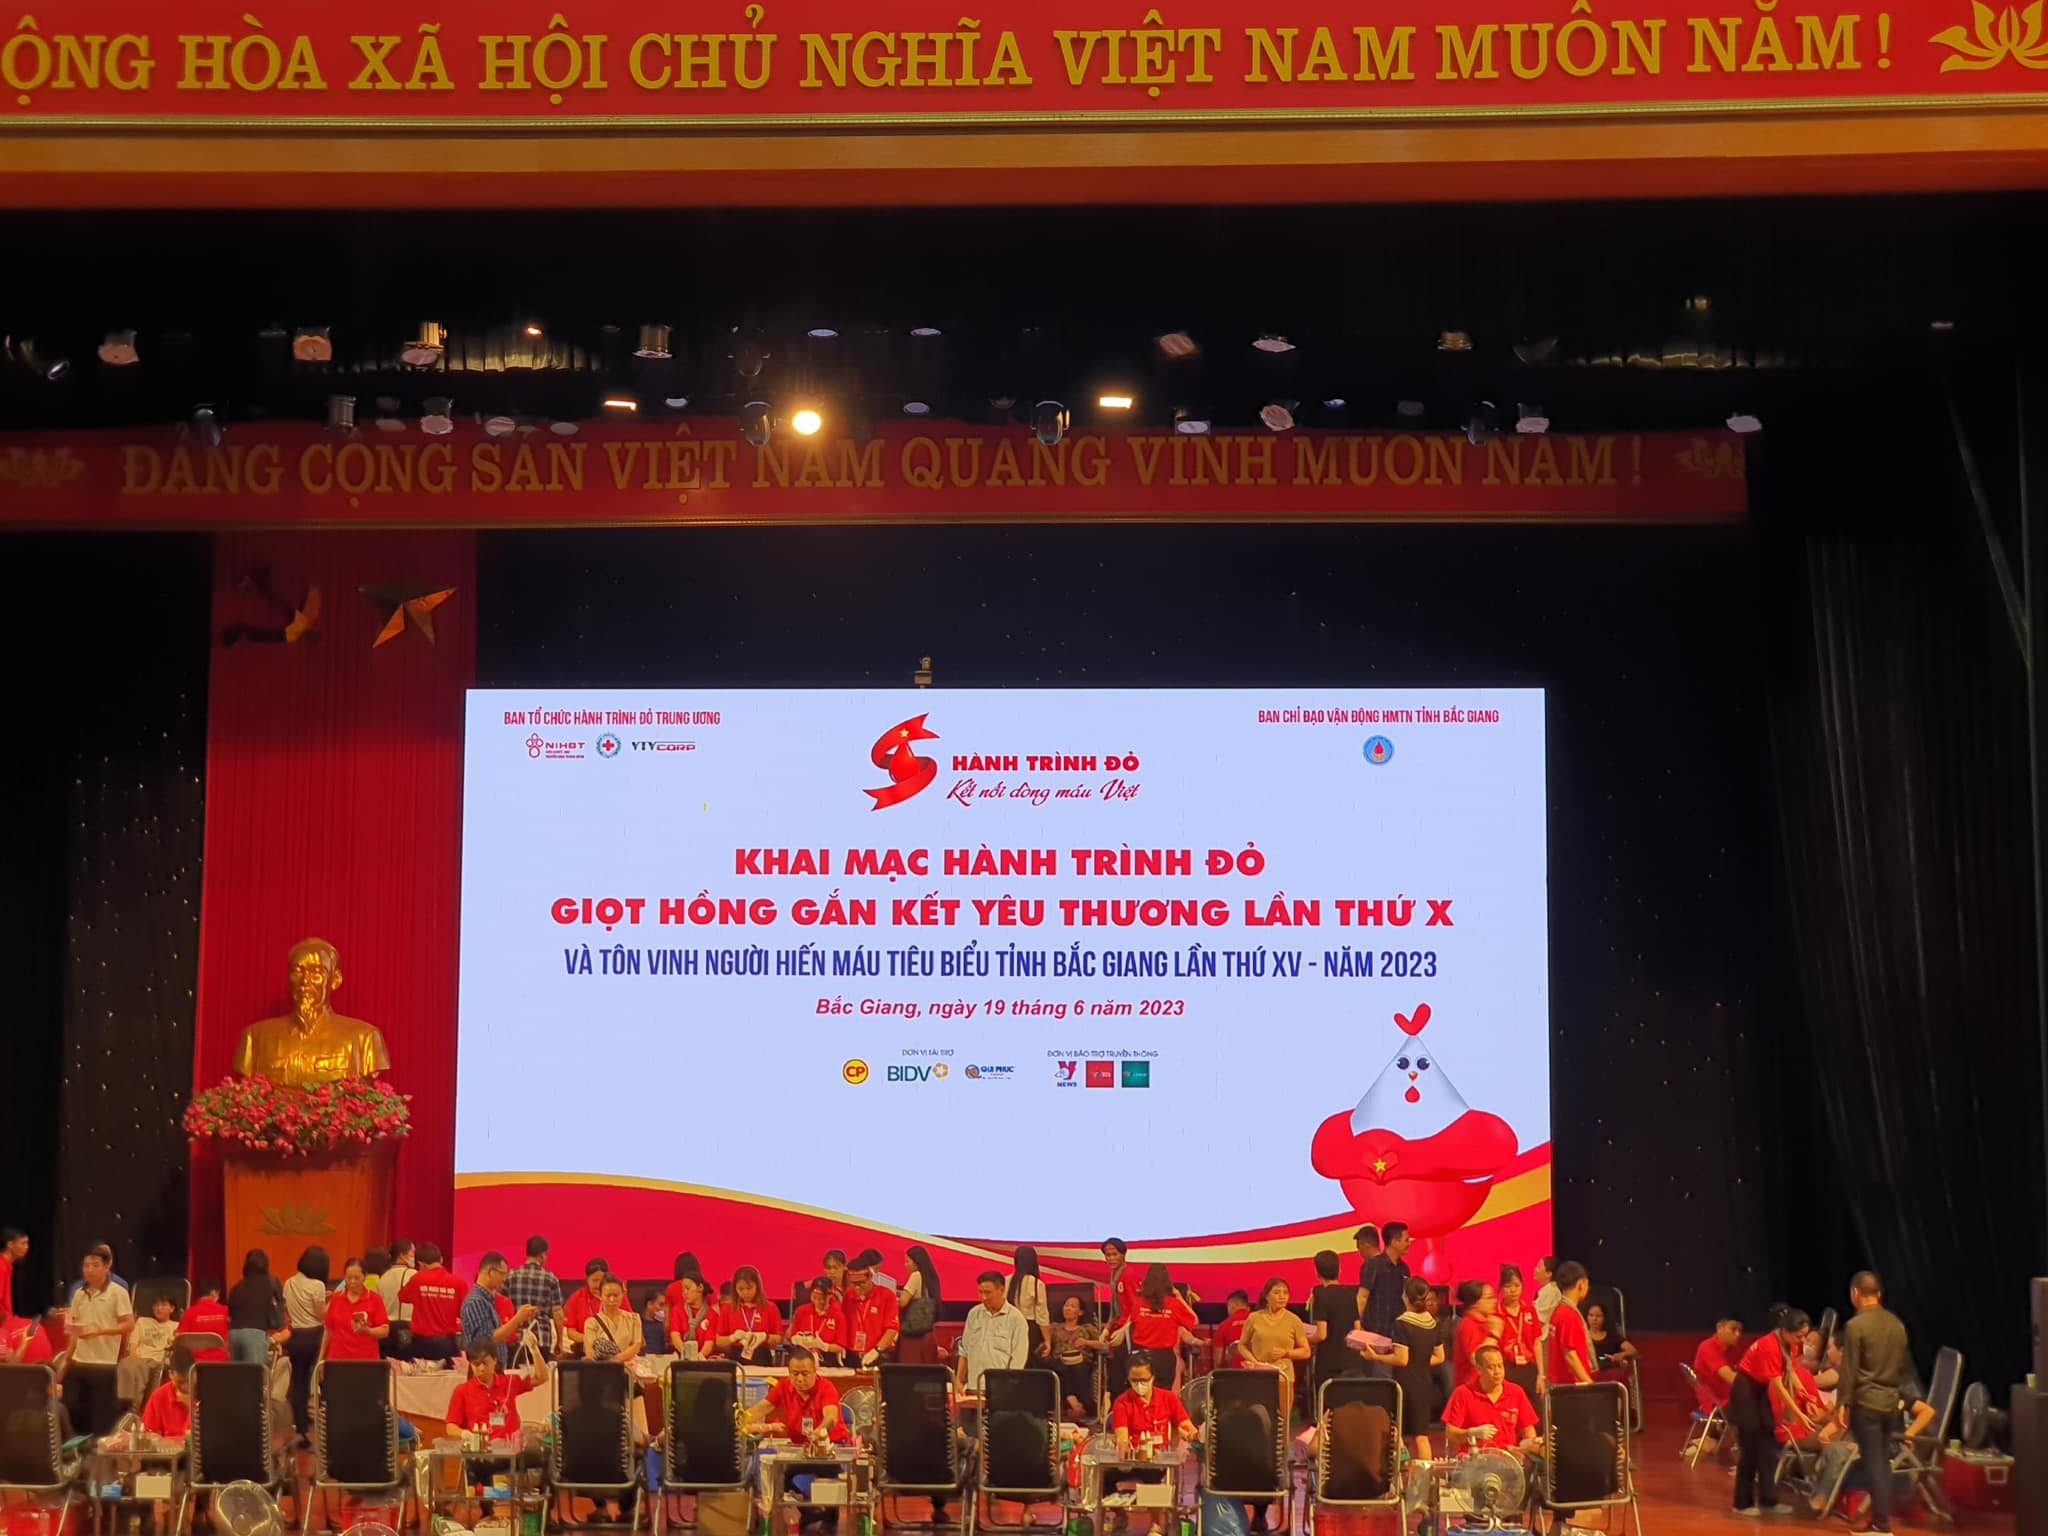 ỘNG HÒA XÃ HỘI CHỦ NGHĨA VIỆT NAM MUÔN NĂM!
ĐẢNG CỘNG SẢN VIỆT NAM QUANG VINH MUÔN NĂM!
BAN TỔ CHỨC HÀNH TRÌNH ĐỎ TRUNG ƯƠNG
NIHBT VTVCORP
BAN CHỈ ĐẠO VẬN ĐỘNG HMTN TỈNH BẮC GIANG
HÀNH TRÌNH ĐỎ
Kết nối dòng máu Việt
KHAI MẠC HÀNH TRÌNH ĐỎ
GIỌT HỒNG GẮN KẾT YÊU THƯƠNG LẦN THỨ X
VÀ TÔN VINH NGƯỜI HIẾN MÁU TIÊU BIỂU TỈNH BẮC GIANG LẦN THỨ XV - NĂM 2023
Bắc Giang, ngày 19 tháng 6 năm 2023
ĐƠN VỊ TÀI TRỢ
CP BIDV QUI PHUC
ĐƠN VỊ BẢO TRỢ TRUYỀN THÔNG
NEWS